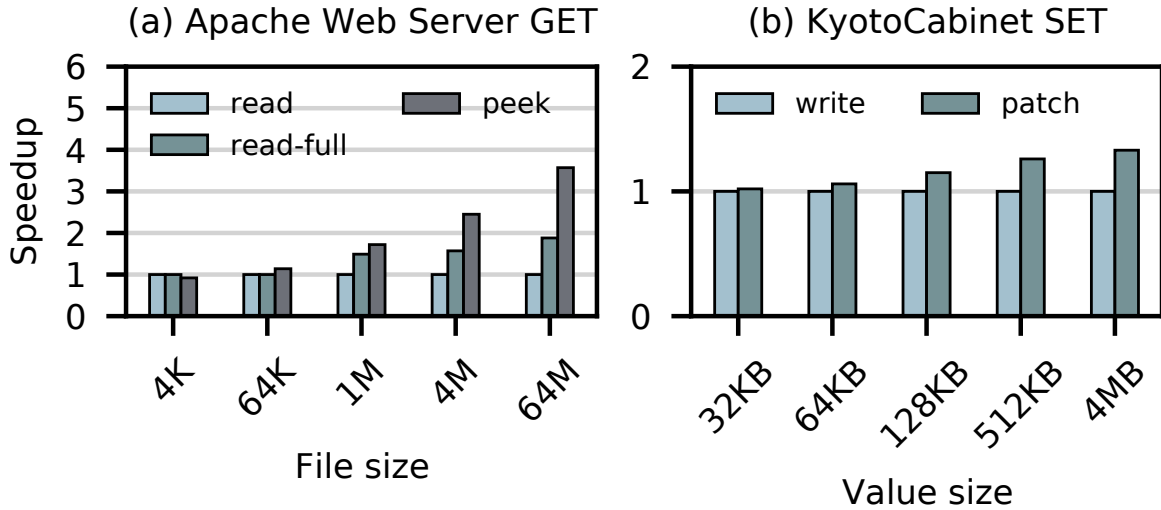 (a) Apache Web Server GET
Speedup
6
5
4
3
2
1
0
read
read-full
peek
4K
64K
1M
4M
64M
File size
(b) KyotoCabinet SET
2
1
0
write
patch
32KB
64KB
128KB
512KB
4MB
Value size